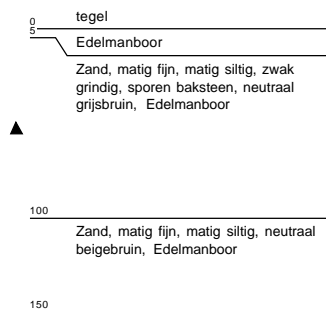 0
tegel
5
Edelmanboor
Zand, matig fijn, matig siltig, zwak
grindig, sporen baksteen, neutraal
grijsbruin, Edelmanboor
100
Zand, matig fijn, matig siltig, neutraal
beigebruin, Edelmanboor
150